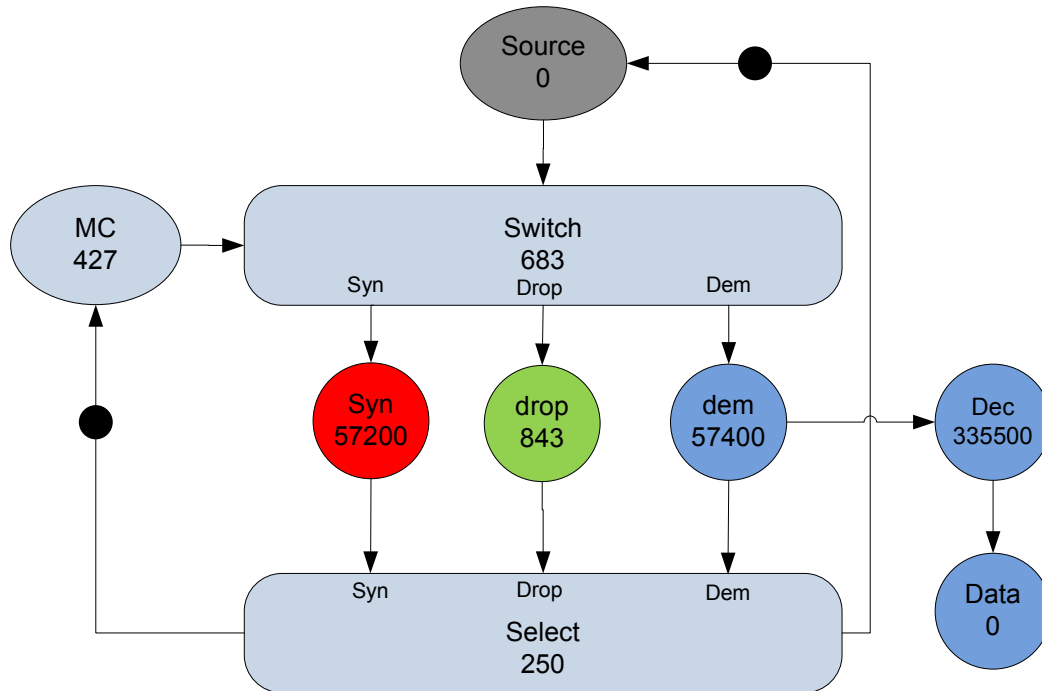 Source
0
MC
427
Switch
683
Syn
Drop
Dem
Syn
57200
drop
843
dem
57400
Dec
335500
Syn
Drop
Dem
Select
250
Data
0